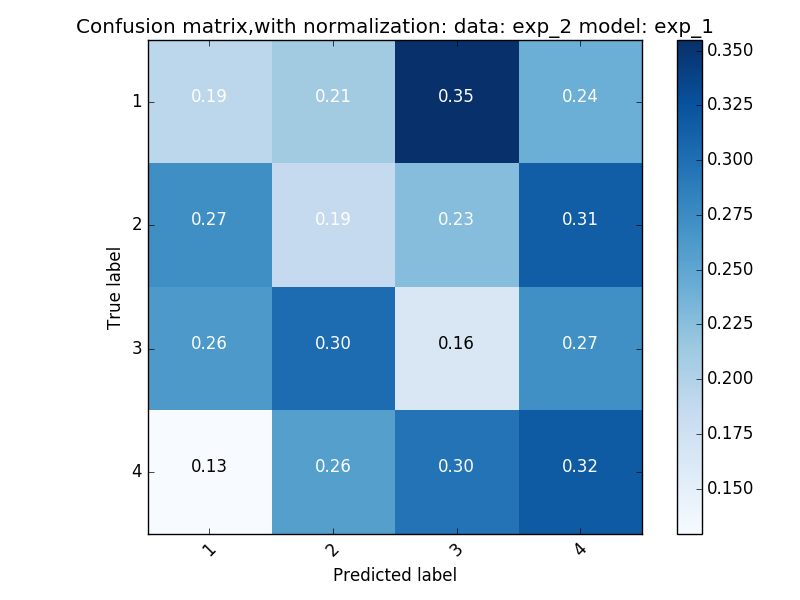 Confusion matrix,with normalization: data: exp_2 model: exp_1
True label
1 0.19 0.21 0.35 0.24
2 0.27 0.19 0.23 0.31
3 0.26 0.30 0.16 0.27
4 0.13 0.26 0.30 0.32
1 2 3 4
Predicted label
0.350
0.325
0.300
0.275
0.250
0.225
0.200
0.175
0.150